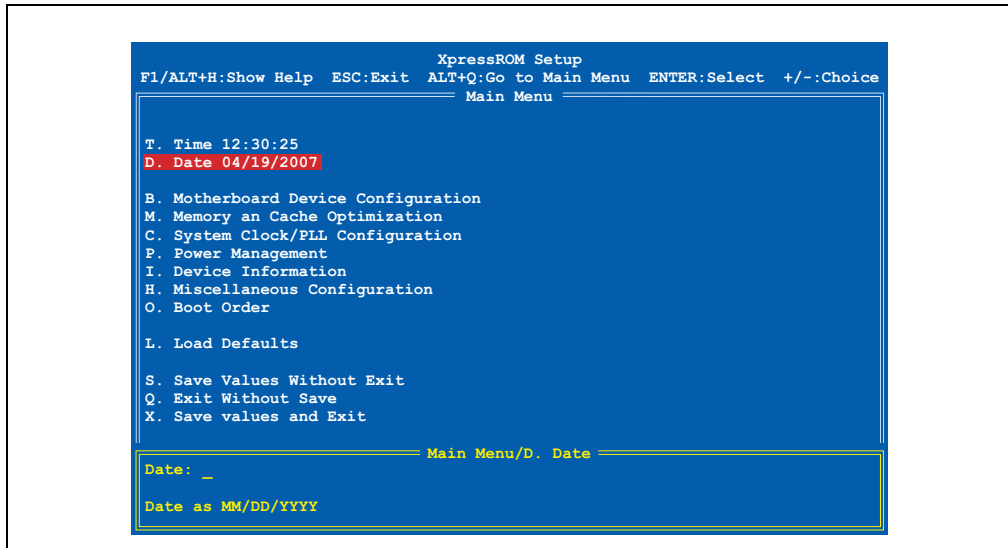 XpressROM Setup
F1/ALT+H:Show Help ESC:Exit ALT+Q:Go to Main Menu ENTER:Select +/-:Choice
Main Menu
T. Time 12:30:25
D. Date 04/19/2007
B. Motherboard Device Configuration
M. Memory an Cache Optimization
C. System Clock/PLL Configuration
P. Power Management
I. Device Information
H. Miscellaneous Configuration
O. Boot Order
L. Load Defaults
S. Save Values Without Exit
Q. Exit Without Save
X. Save values and Exit
Main Menu/D. Date
Date: _
Date as MM/DD/YYYY